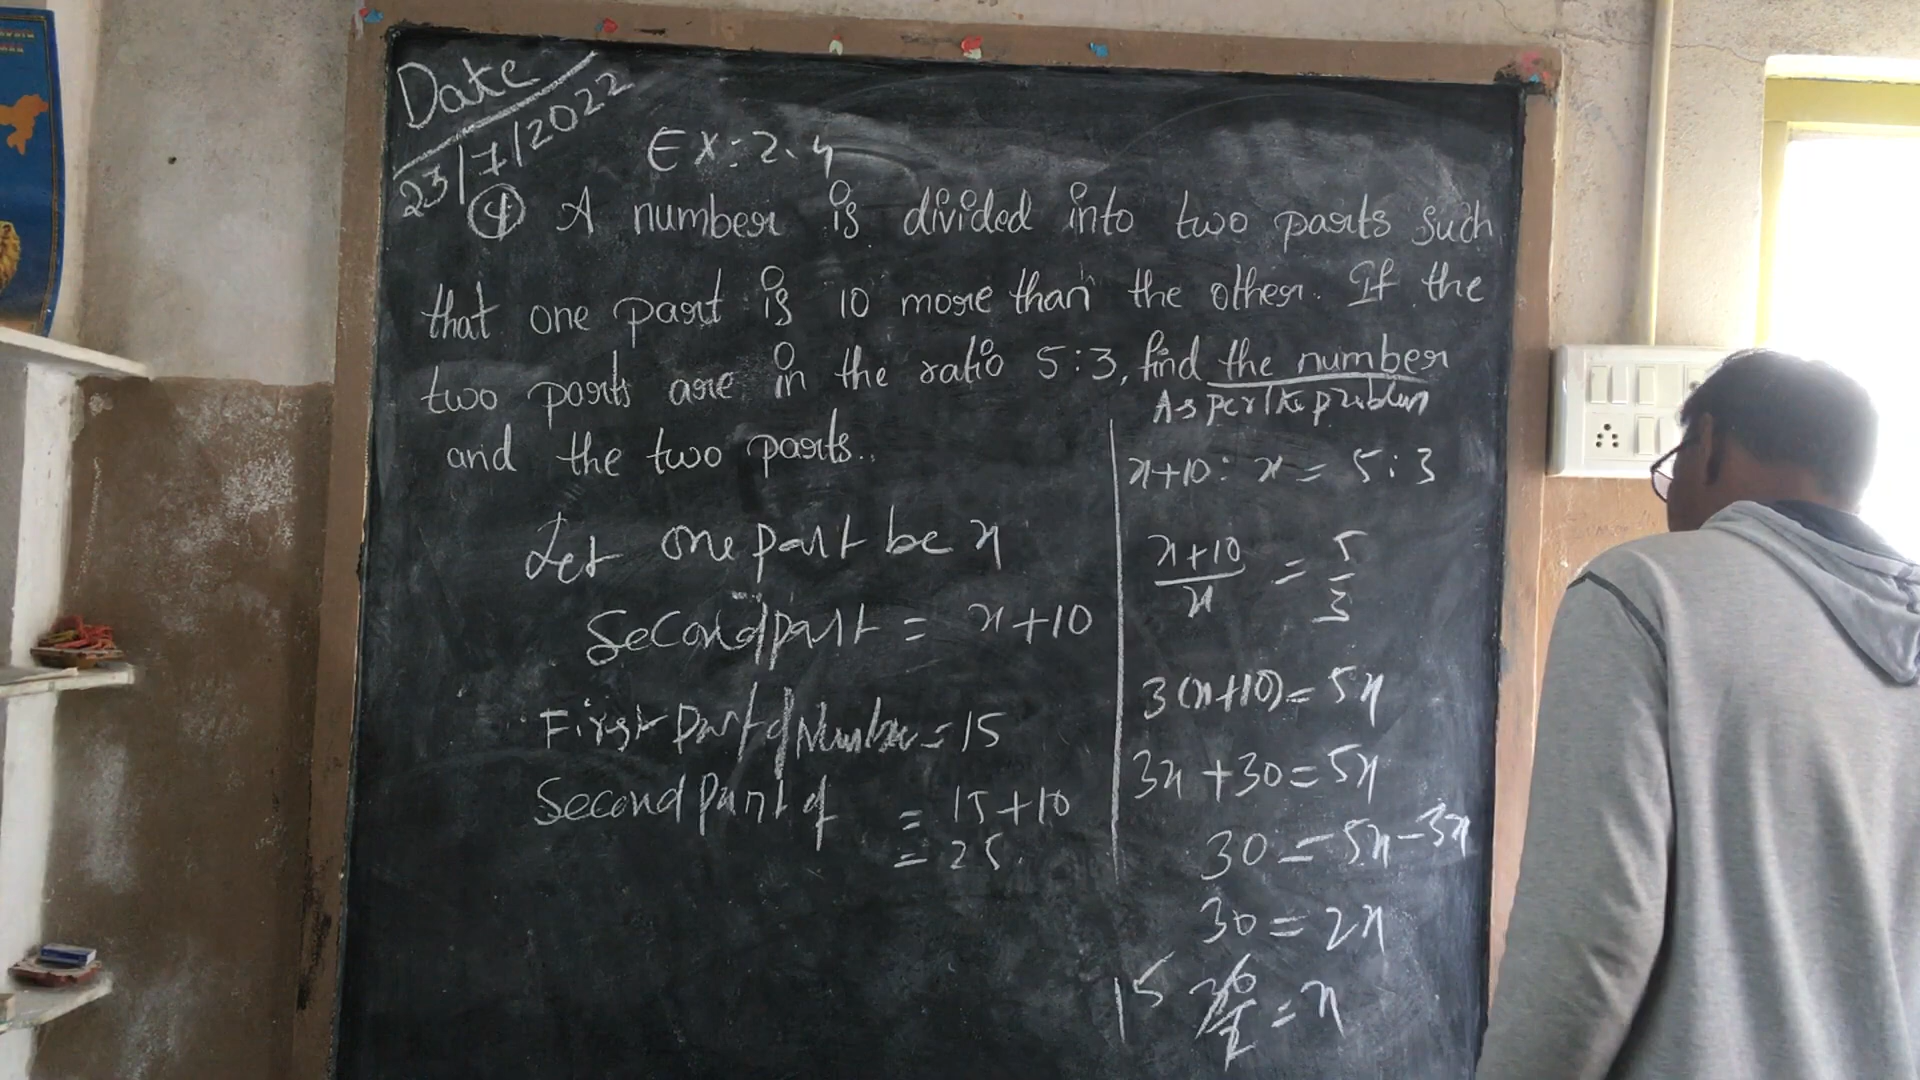 Date
23/7/2022
EX: 2.4
4 A number is divided into two parts such
that one part is 10 more than the other. If the
two parts are in the ratio 5:3, find the number
and the two parts.
Let one part be x
Second part = x+10
First Part of Number = 15
Second Part of = 15+10
= 25
As per the problem
x+10 : x = 5 : 3
x+10/x = 5/3
3(x+10) = 5x
3x+30 = 5x
30 = 5x-3x
30 = 2x
15 30/2 = x